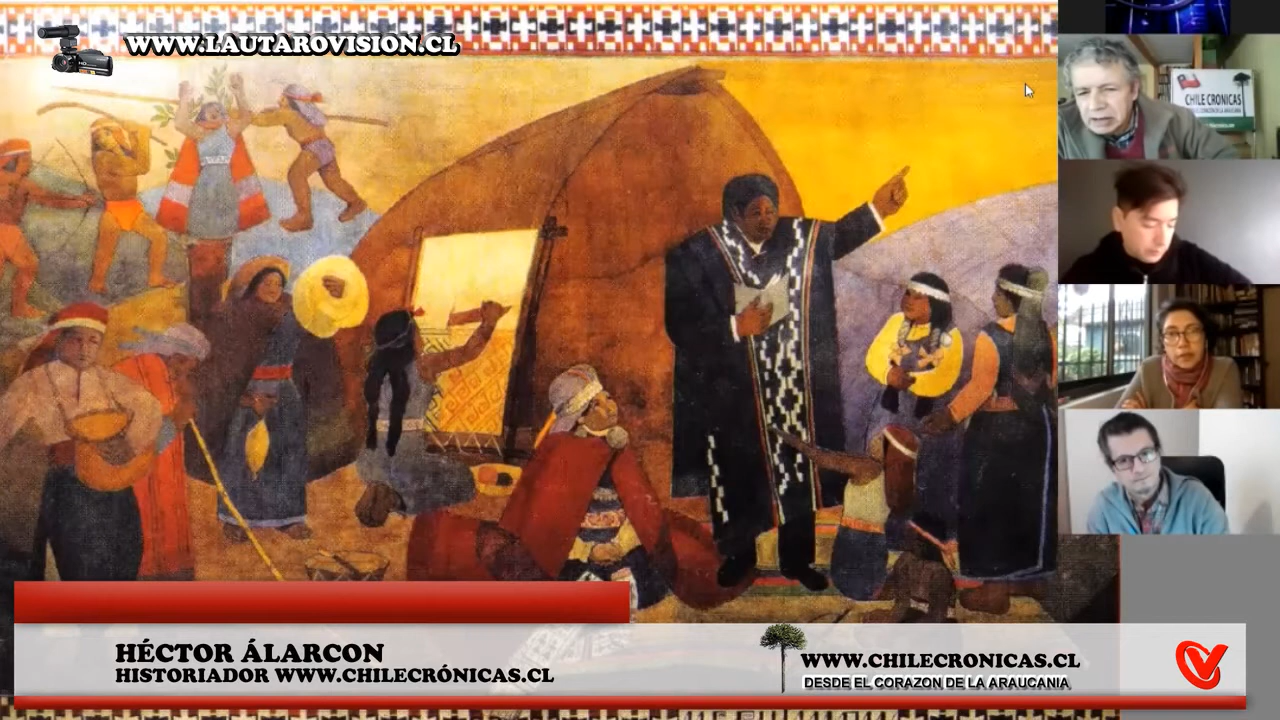 WWW.LAUTAROVISION.CL
CHILE CRONICAS
HÉCTOR ÁLARCON
HISTORIADOR WWW.CHILECRÓNICAS.CL
WWW.CHILECRONICAS.CL
DESDE EL CORAZON DE LA ARAUCANIA